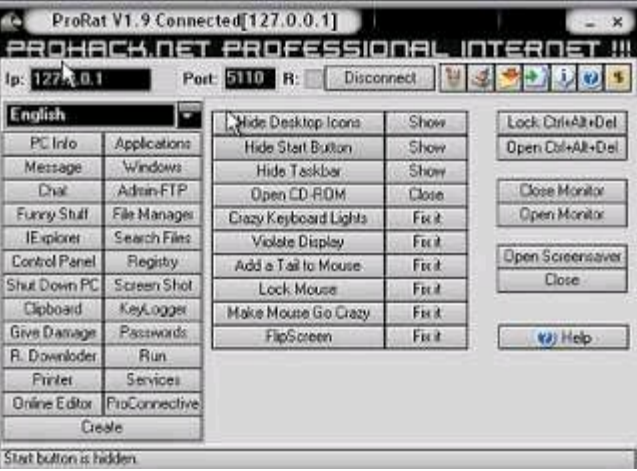 ProRat V1.9 Connected[127.0.0.1]
PROHACK.NET PROFESSIONAL INTERNET !!!
Ip: 127.0.0.1 Port: 5110 R: Disconnect
English
PC Info Applications
Message Windows
Chat Admin-FTP
Funny Stuff File Manager
IExplorer Search Files
Control Panel Registry
Shut Down PC Screen Shot
Clipboard KeyLogger
Give Damage Passwords
R. Downloder Run
Printer Services
Online Editor ProConnective
Create
Hide Desktop Icons Show
Hide Start Button Show
Hide Taskbar Show
Open CD-ROM Close
Crazy Keyboard Lights Fix it
Violate Display Fix it
Add a Tail to Mouse Fix it
Lock Mouse Fix it
Make Mouse Go Crazy Fix it
FlipScreen Fix it
Lock Ctrl+Alt+Del
Open Ctrl+Alt+Del
Close Monitor
Open Monitor
Open Screensaver
Close
Help
Start button is hidden.